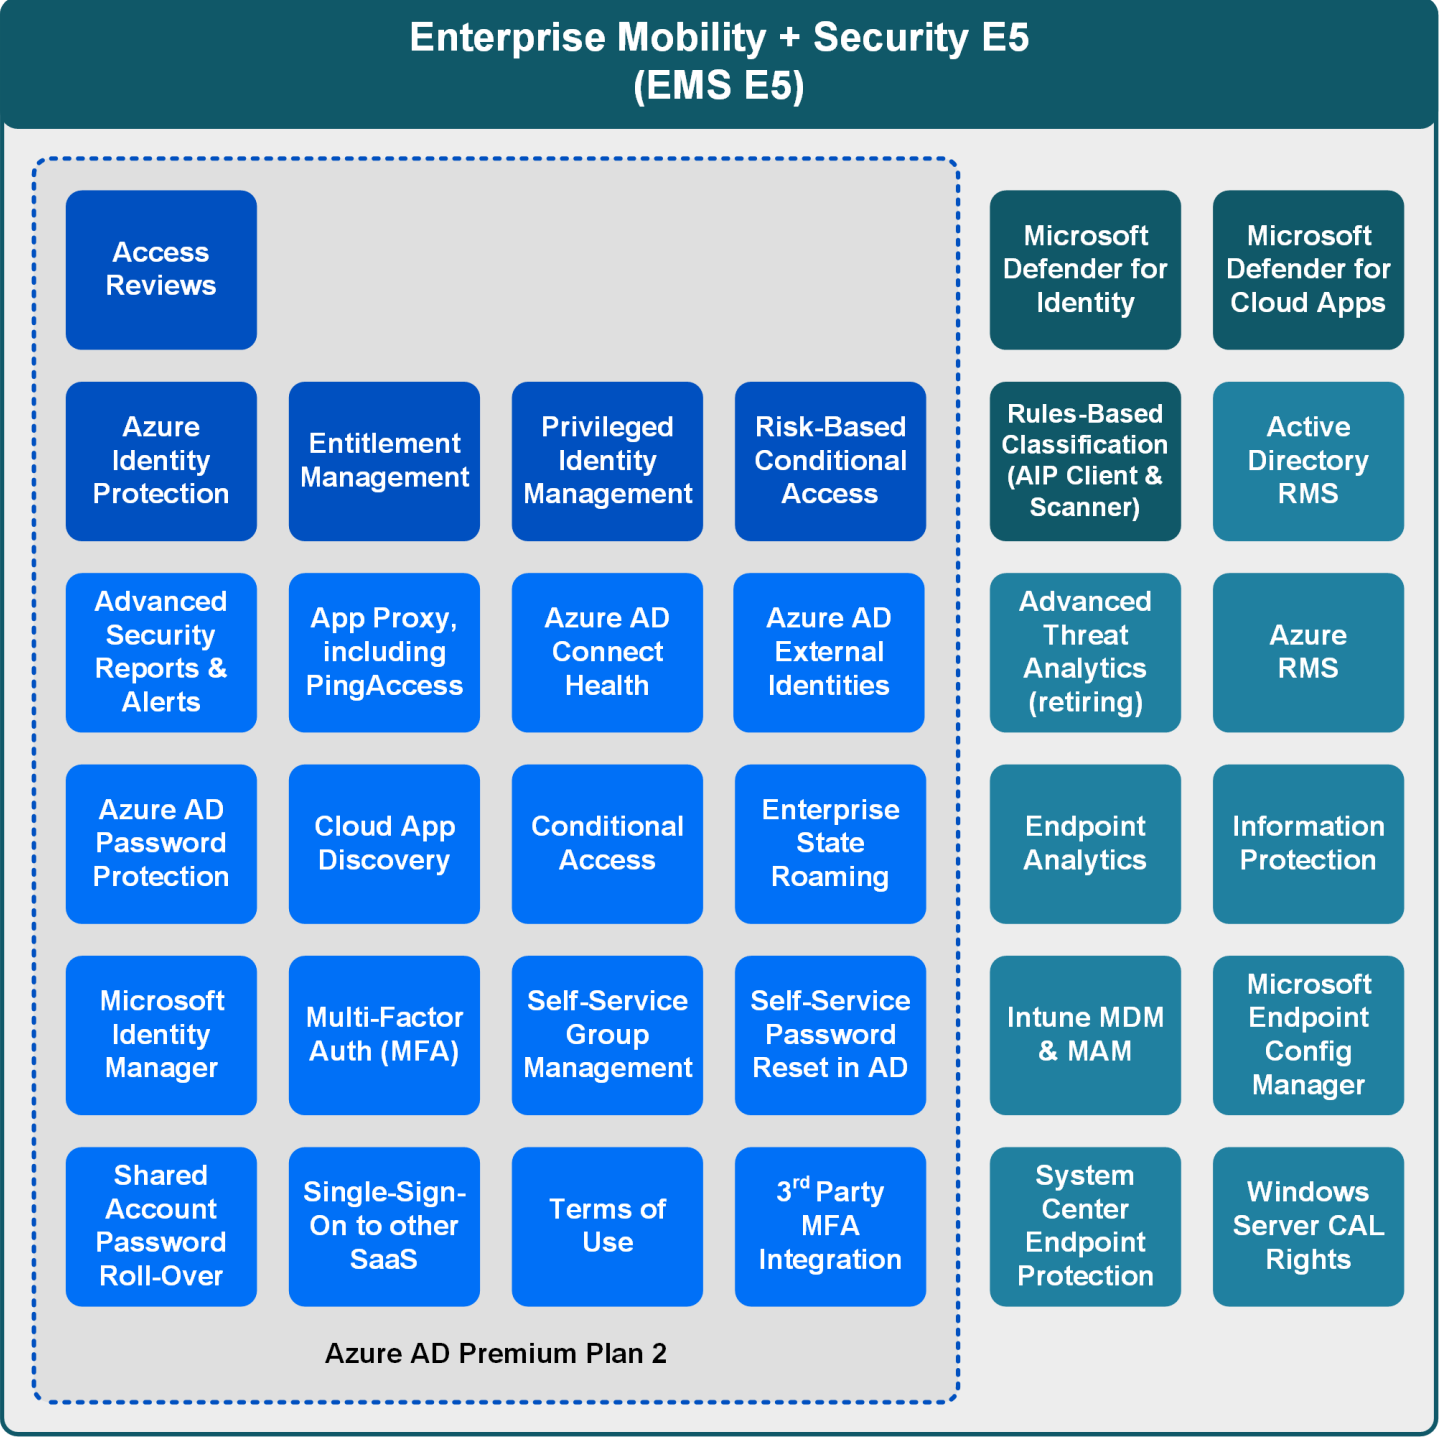 Enterprise Mobility + Security E5
(EMS E5)
Access
Reviews
Microsoft
Defender for
Identity
Microsoft
Defender for
Cloud Apps
Azure
Identity
Protection
Entitlement
Management
Privileged
Identity
Management
Risk-Based
Conditional
Access
Rules-Based
Classification
(AIP Client &
Scanner)
Active
Directory
RMS
Advanced
Security
Reports &
Alerts
App Proxy,
including
PingAccess
Azure AD
Connect
Health
Azure AD
External
Identities
Advanced
Threat
Analytics
(retiring)
Azure
RMS
Azure AD
Password
Protection
Cloud App
Discovery
Conditional
Access
Enterprise
State
Roaming
Endpoint
Analytics
Information
Protection
Microsoft
Identity
Manager
Multi-Factor
Auth (MFA)
Self-Service
Group
Management
Self-Service
Password
Reset in AD
Intune MDM
& MAM
Microsoft
Endpoint
Config
Manager
Shared
Account
Password
Roll-Over
Single-Sign-
On to other
SaaS
Terms of
Use
3rd Party
MFA
Integration
System
Center
Endpoint
Protection
Windows
Server CAL
Rights
Azure AD Premium Plan 2